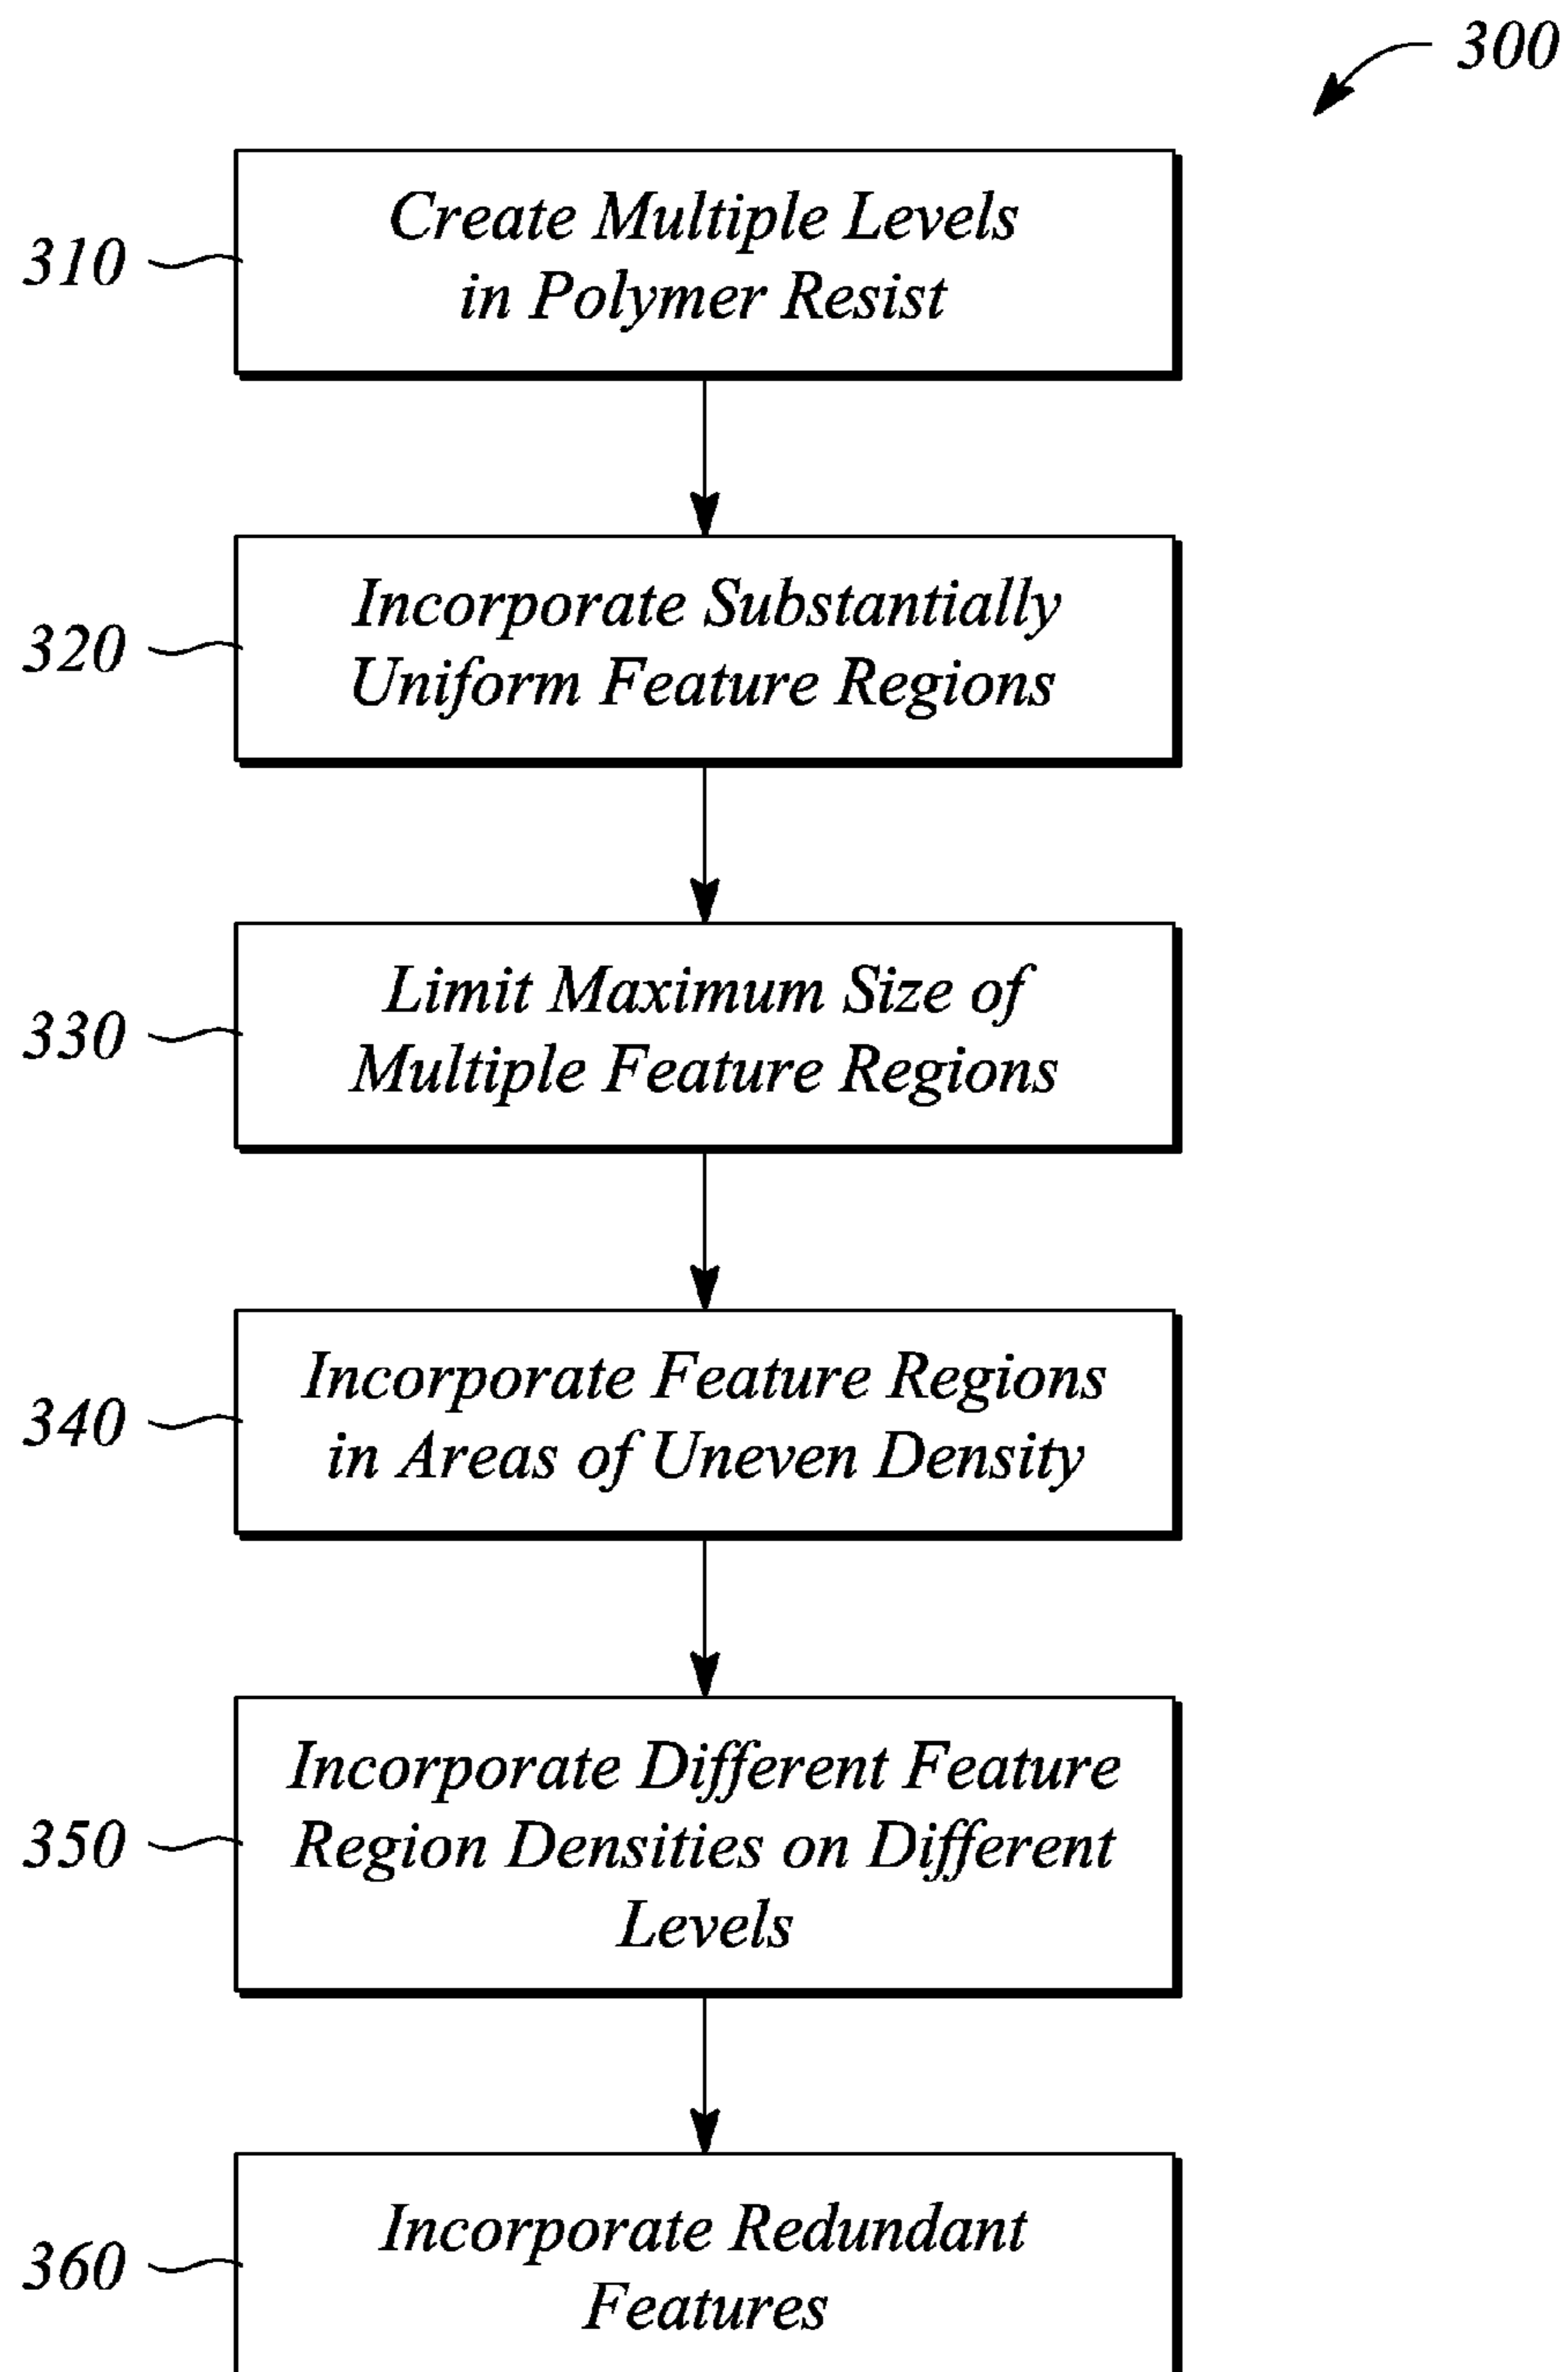 300
310
Create Multiple Levels
in Polymer Resist
320
Incorporate Substantially
Uniform Feature Regions
330
Limit Maximum Size of
Multiple Feature Regions
340
Incorporate Feature Regions
in Areas of Uneven Density
350
Incorporate Different Feature
Region Densities on Different
Levels
360
Incorporate Redundant
Features